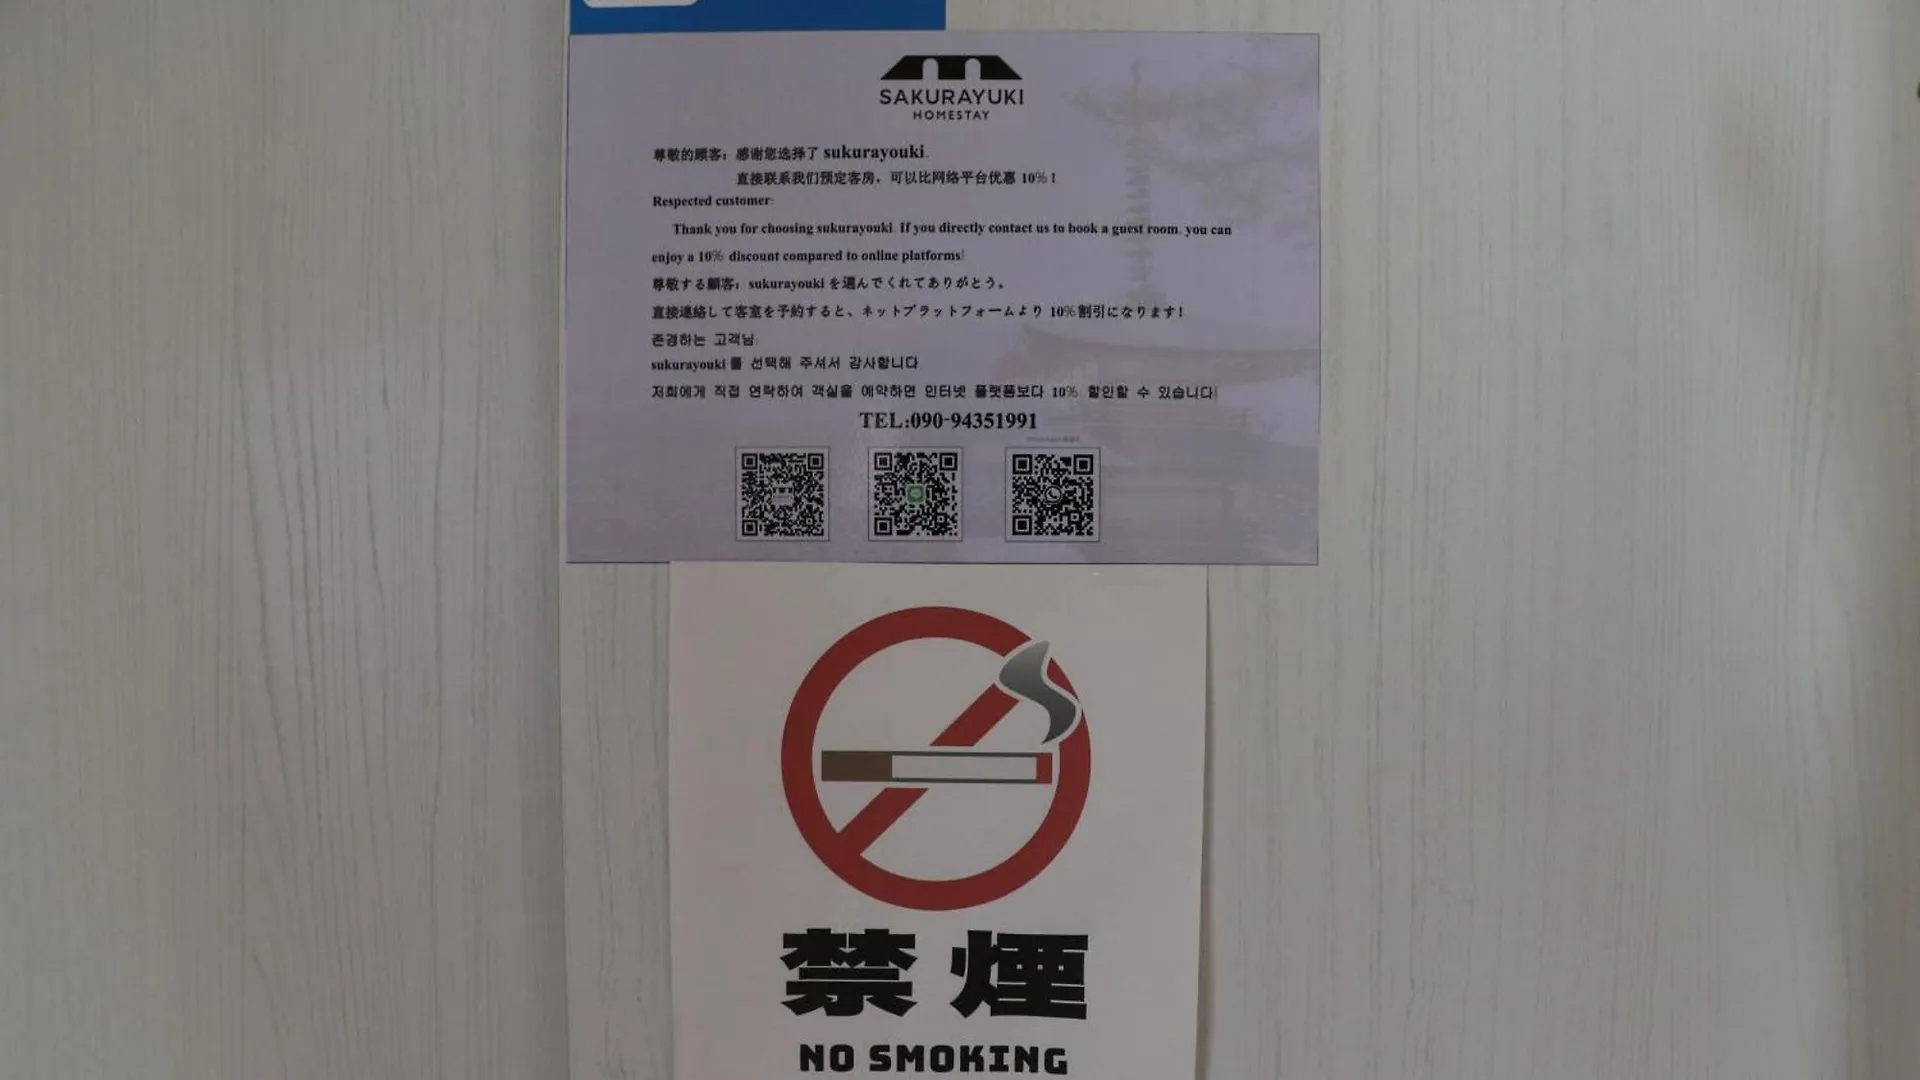 SAKURAYUKI
HOMESTAY
尊敬的顾客：感谢您选择了 sukurayouki.
直接联系我们预定客房，可以比网络平台优惠 10%！
Respected customer:
Thank you for choosing sukurayouki. If you directly contact us to book a guest room, you can
enjoy a 10% discount compared to online platforms!
尊敬する顧客：sukurayouki を選んでくれてありがとう。
直接連絡して客室を予約すると、ネットプラットフォームより 10%割引になります！
존경하는 고객님:
sukurayouki 를 선택해 주셔서 감사합니다
저희에게 직접 연락하여 객실을 예약하면 인터넷 플랫폼보다 10% 할인할 수 있습니다!
TEL:090-94351991
禁煙
NO SMOKING